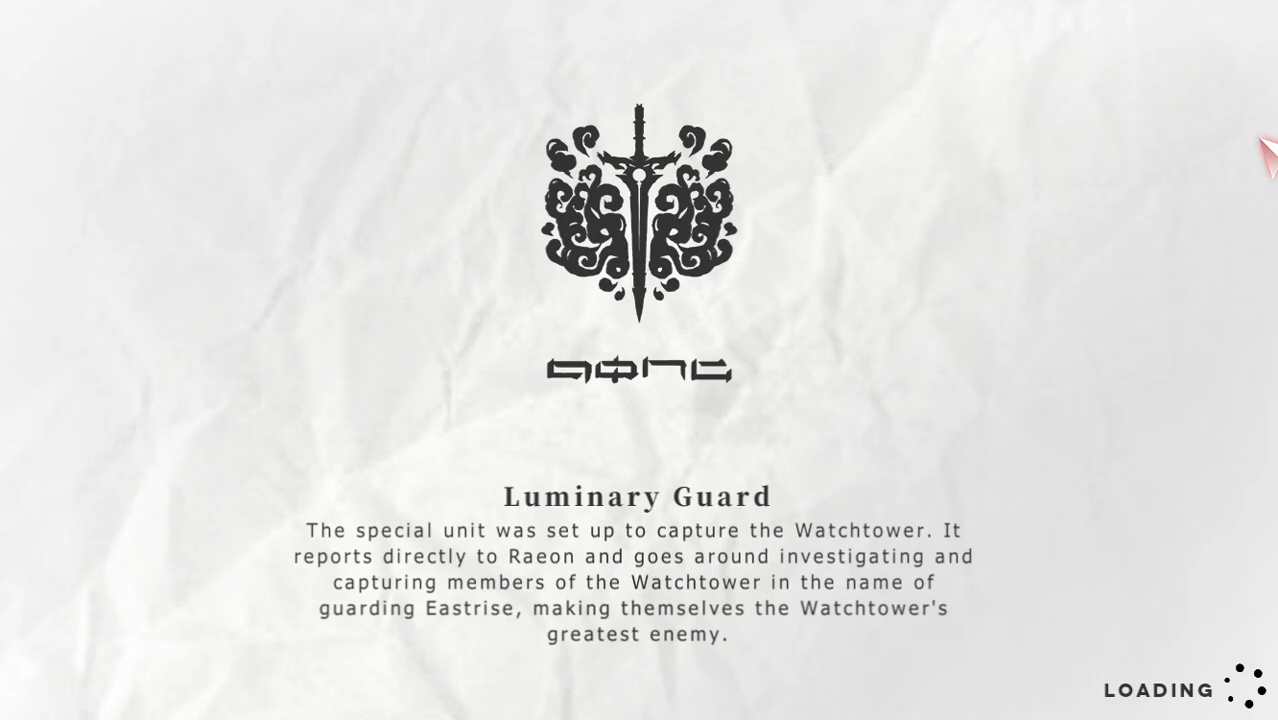 Luminary Guard
The special unit was set up to capture the Watchtower. It
reports directly to Raeon and goes around investigating and
capturing members of the Watchtower in the name of
guarding Eastrise, making themselves the Watchtower's
greatest enemy.
LOADING